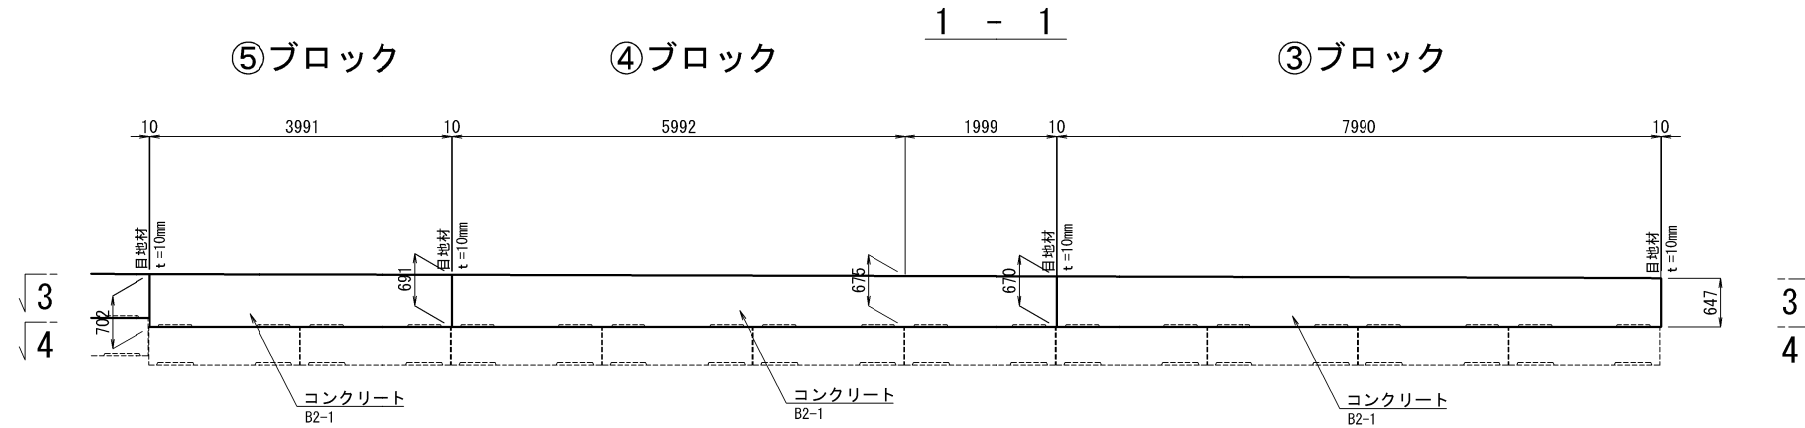 1 - 1
⑤ブロック
④ブロック
③ブロック
10
3991
10
5992
1999
10
7990
10
目地材
t=10mm
目地材
t=10mm
目地材
t=10mm
目地材
t=10mm
702
691
675
670
647
3
4
3
4
コンクリート
B2-1
コンクリート
B2-1
コンクリート
B2-1